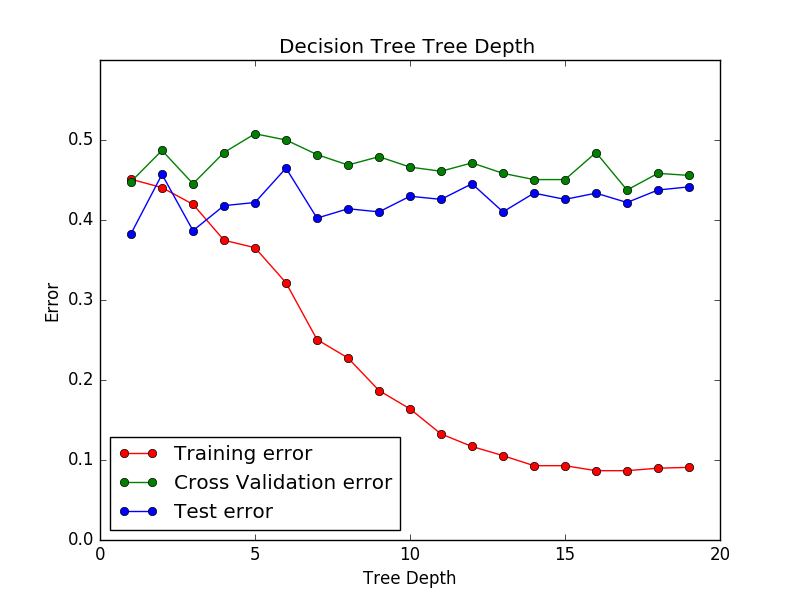 Decision Tree Tree Depth
Error
0.5
0.4
0.3
0.2
0.1
0.0
Training error
Cross Validation error
Test error
0
5
10
15
20
Tree Depth